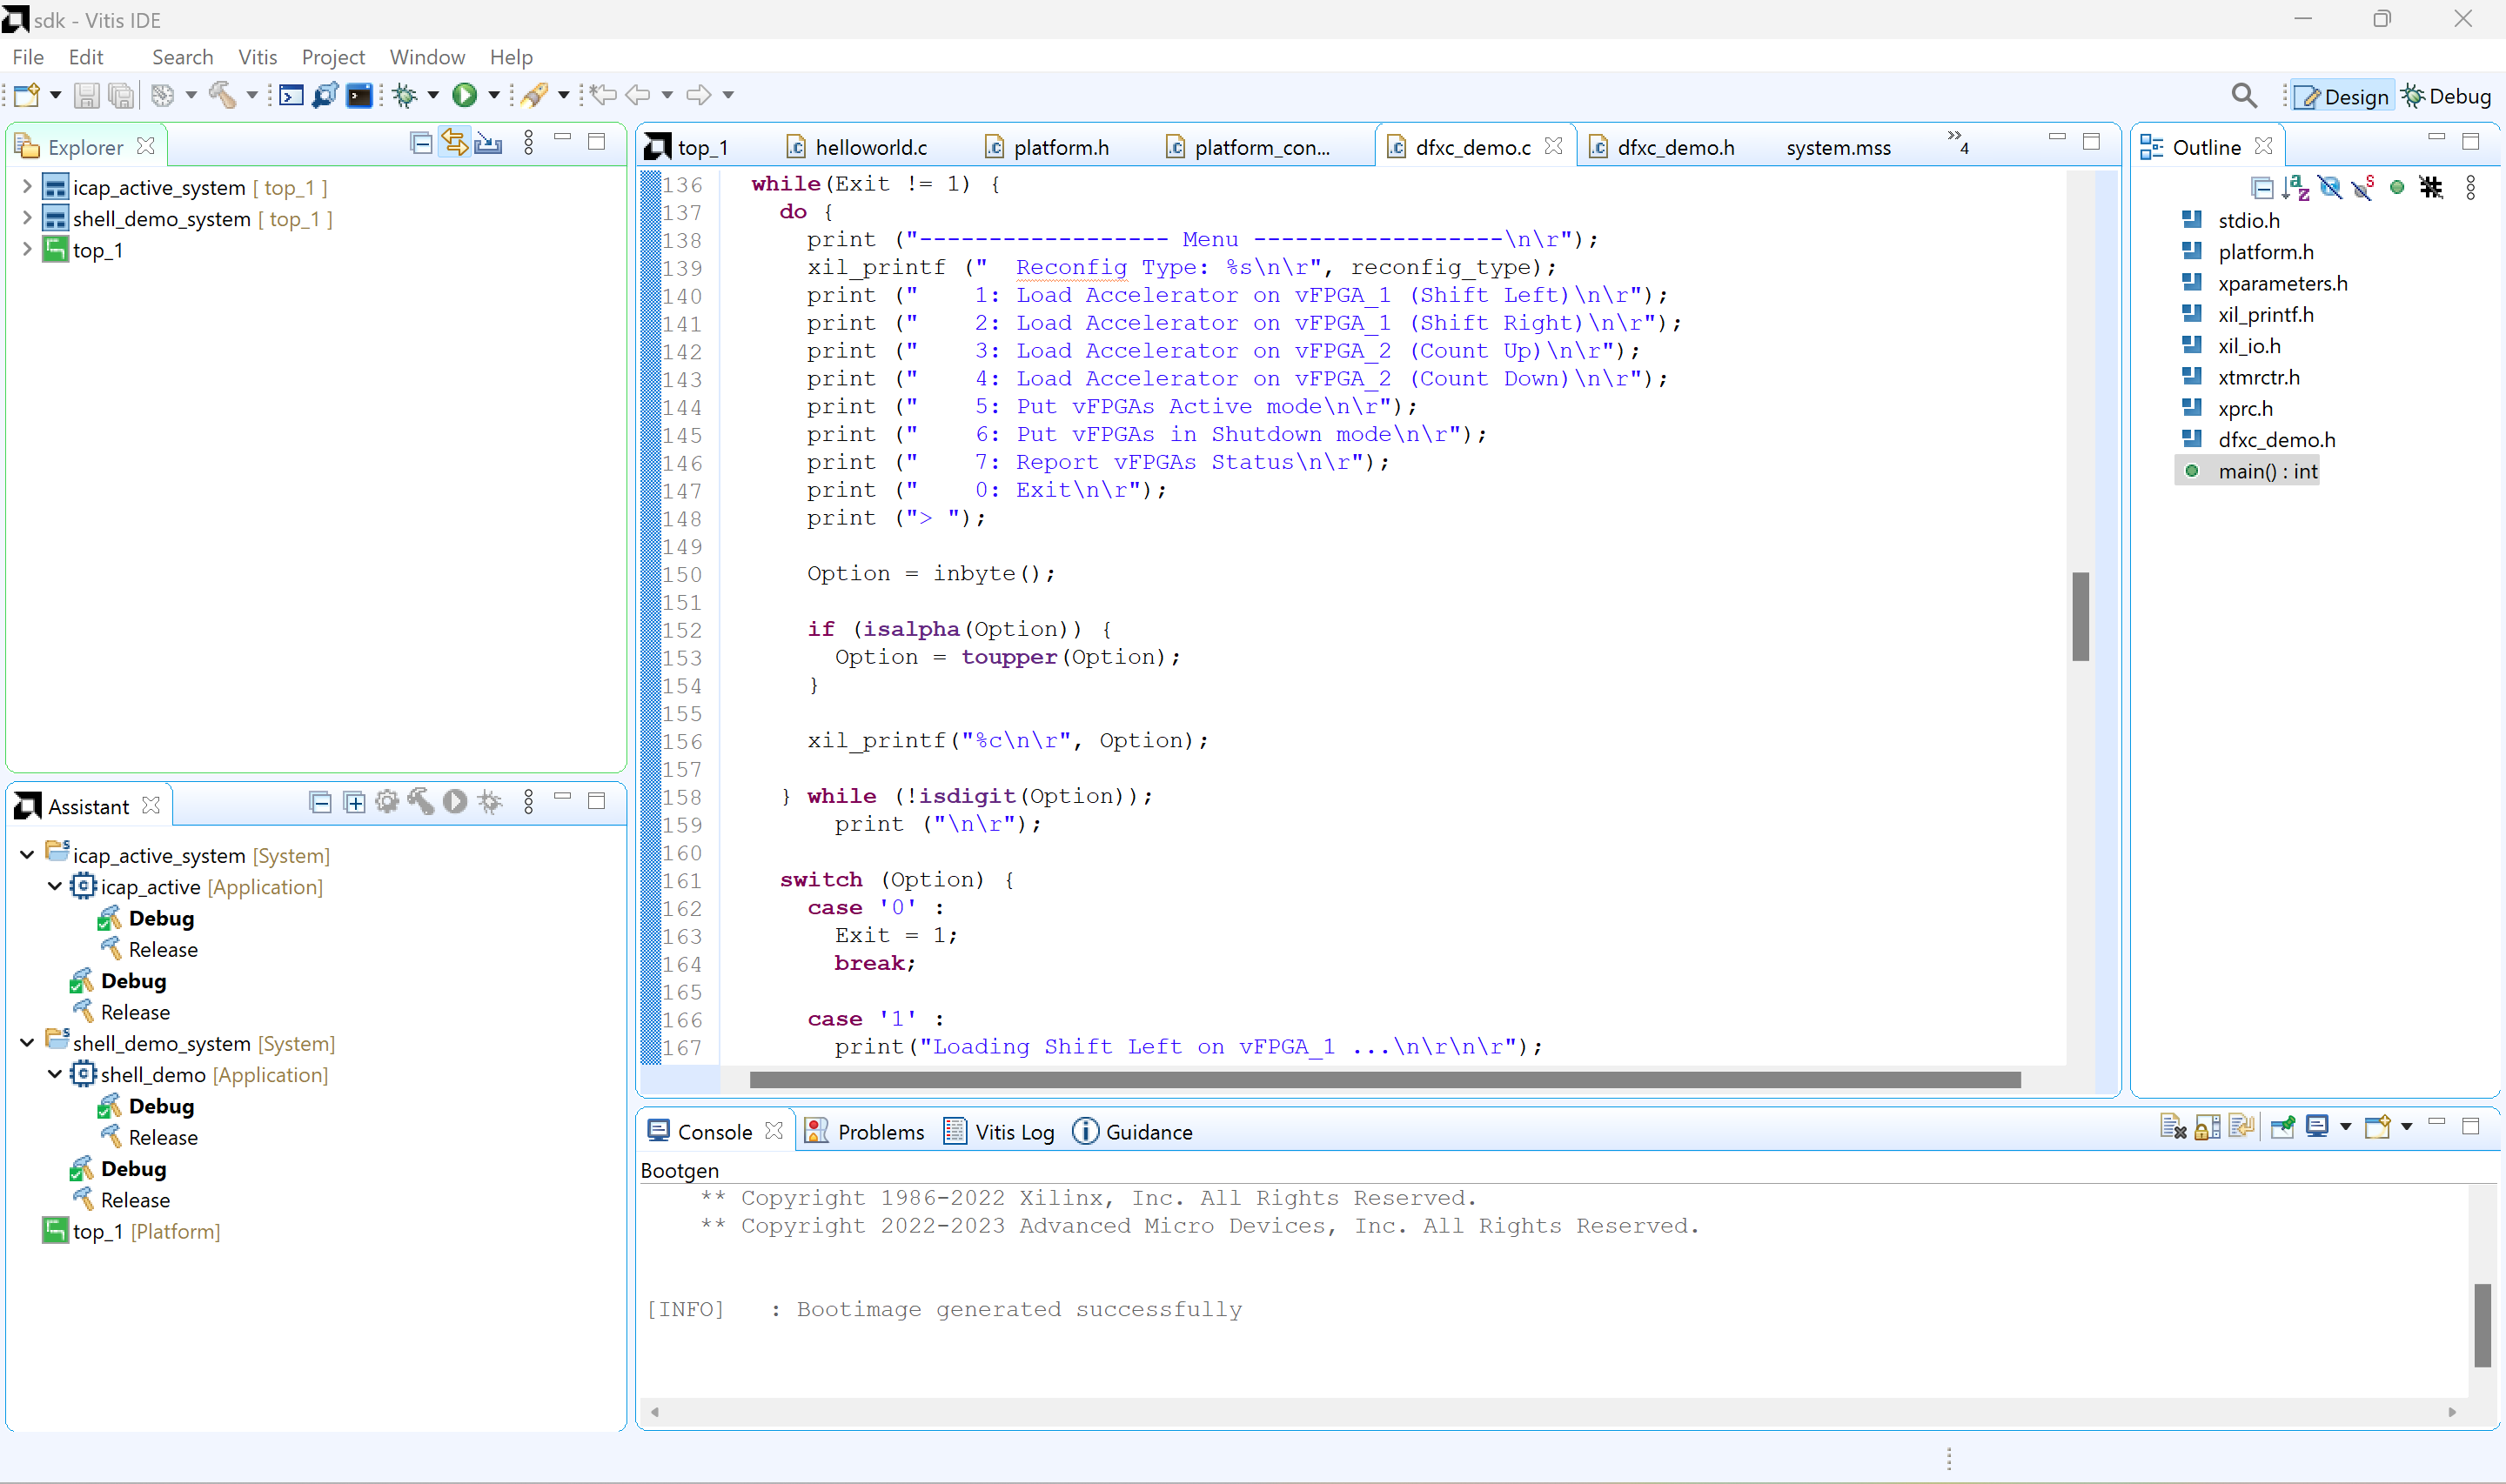 sdk - Vitis IDE
File Edit Search Vitis Project Window Help
Design Debug
Explorer
icap_active_system [ top_1 ]
shell_demo_system [ top_1 ]
top_1
Assistant
icap_active_system [System]
icap_active [Application]
Debug
Release
Debug
Release
shell_demo_system [System]
shell_demo [Application]
Debug
Release
Debug
Release
top_1 [Platform]
top_1 helloworld.c platform.h platform_con... dfxc_demo.c dfxc_demo.h system.mss »4
136 while(Exit != 1) {
137 do {
138 print ("------------------ Menu ------------------\n\r");
139 xil_printf ("  Reconfig Type: %s\n\r", reconfig_type);
140 print ("    1: Load Accelerator on vFPGA_1 (Shift Left)\n\r");
141 print ("    2: Load Accelerator on vFPGA_1 (Shift Right)\n\r");
142 print ("    3: Load Accelerator on vFPGA_2 (Count Up)\n\r");
143 print ("    4: Load Accelerator on vFPGA_2 (Count Down)\n\r");
144 print ("    5: Put vFPGAs Active mode\n\r");
145 print ("    6: Put vFPGAs in Shutdown mode\n\r");
146 print ("    7: Report vFPGAs Status\n\r");
147 print ("    0: Exit\n\r");
148 print ("> ");
149
150 Option = inbyte();
151
152 if (isalpha(Option)) {
153 Option = toupper(Option);
154 }
155
156 xil_printf("%c\n\r", Option);
157
158 } while (!isdigit(Option));
159 print ("\n\r");
160
161 switch (Option) {
162 case '0' :
163 Exit = 1;
164 break;
165
166 case '1' :
167 print("Loading Shift Left on vFPGA_1 ...\n\r\n\r");
Outline
stdio.h
platform.h
xparameters.h
xil_printf.h
xil_io.h
xtmrctr.h
xprc.h
dfxc_demo.h
main() : int
Console Problems Vitis Log Guidance
Bootgen
** Copyright 1986-2022 Xilinx, Inc. All Rights Reserved.
** Copyright 2022-2023 Advanced Micro Devices, Inc. All Rights Reserved.
[INFO]   : Bootimage generated successfully